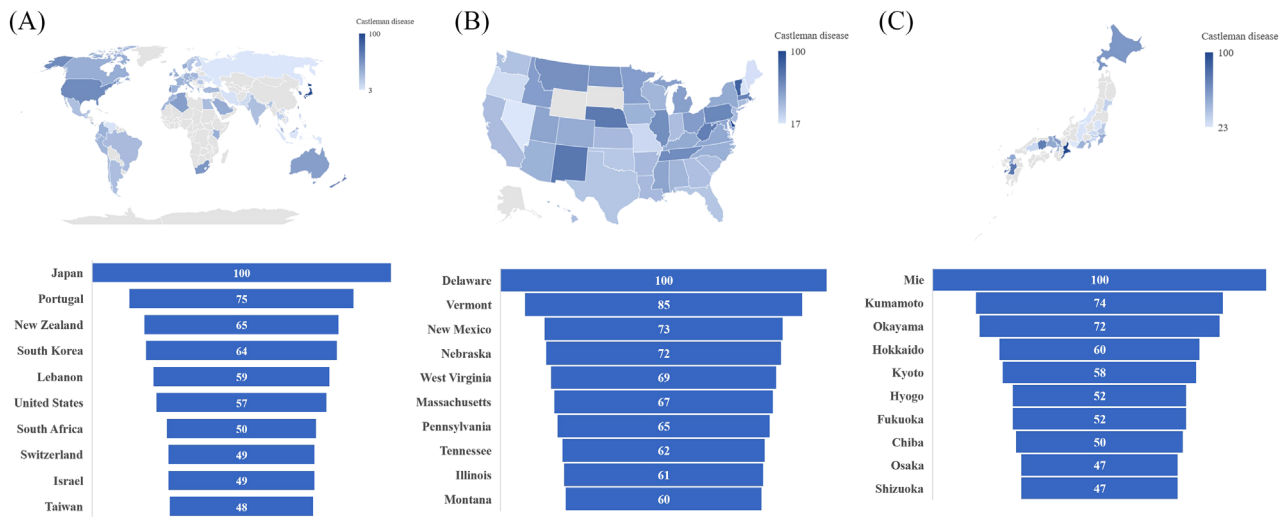 (A)
Castleman disease
100
3
(B)
Castleman disease
100
17
(C)
Castleman disease
100
23
Japan 100
Portugal 75
New Zealand 65
South Korea 64
Lebanon 59
United States 57
South Africa 50
Switzerland 49
Israel 49
Taiwan 48
Delaware 100
Vermont 85
New Mexico 73
Nebraska 72
West Virginia 69
Massachusetts 67
Pennsylvania 65
Tennessee 62
Illinois 61
Montana 60
Mie 100
Kumamoto 74
Okayama 72
Hokkaido 60
Kyoto 58
Hyogo 52
Fukuoka 52
Chiba 50
Osaka 47
Shizuoka 47